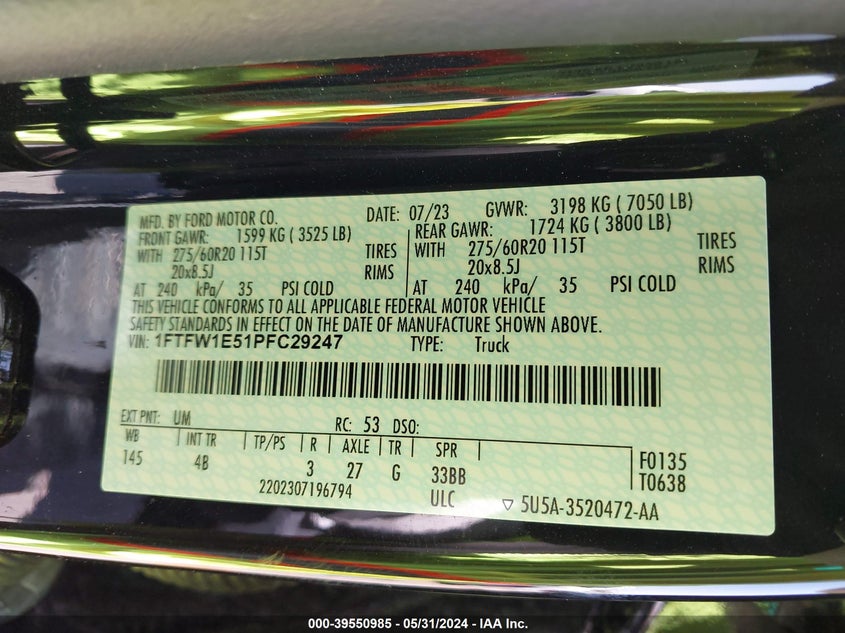 MFD. BY FORD MOTOR CO. DATE: 07/23 GVWR: 3198 KG ( 7050 LB)
FRONT GAWR: 1599 KG ( 3525 LB) REAR GAWR: 1724 KG ( 3800 LB)
WITH 275/60R20 115T TIRES WITH 275/60R20 115T TIRES
20x8.5J RIMS 20x8.5J RIMS
AT 240 kPa/ 35 PSI COLD AT 240 kPa/ 35 PSI COLD
THIS VEHICLE CONFORMS TO ALL APPLICABLE FEDERAL MOTOR VEHICLE
SAFETY STANDARDS IN EFFECT ON THE DATE OF MANUFACTURE SHOWN ABOVE.
VIN: 1FTFW1E51PFC29247 TYPE: Truck
EXT PNT: UM RC: 53 DSO:
WB INT TR TP/PS R AXLE TR SPR
145 4B 3 27 G 33BB
F0135
T0638
2202307196794 ULC ▽ 5U5A-3520472-AA
000-39550985 - 05/31/2024 - IAA Inc.